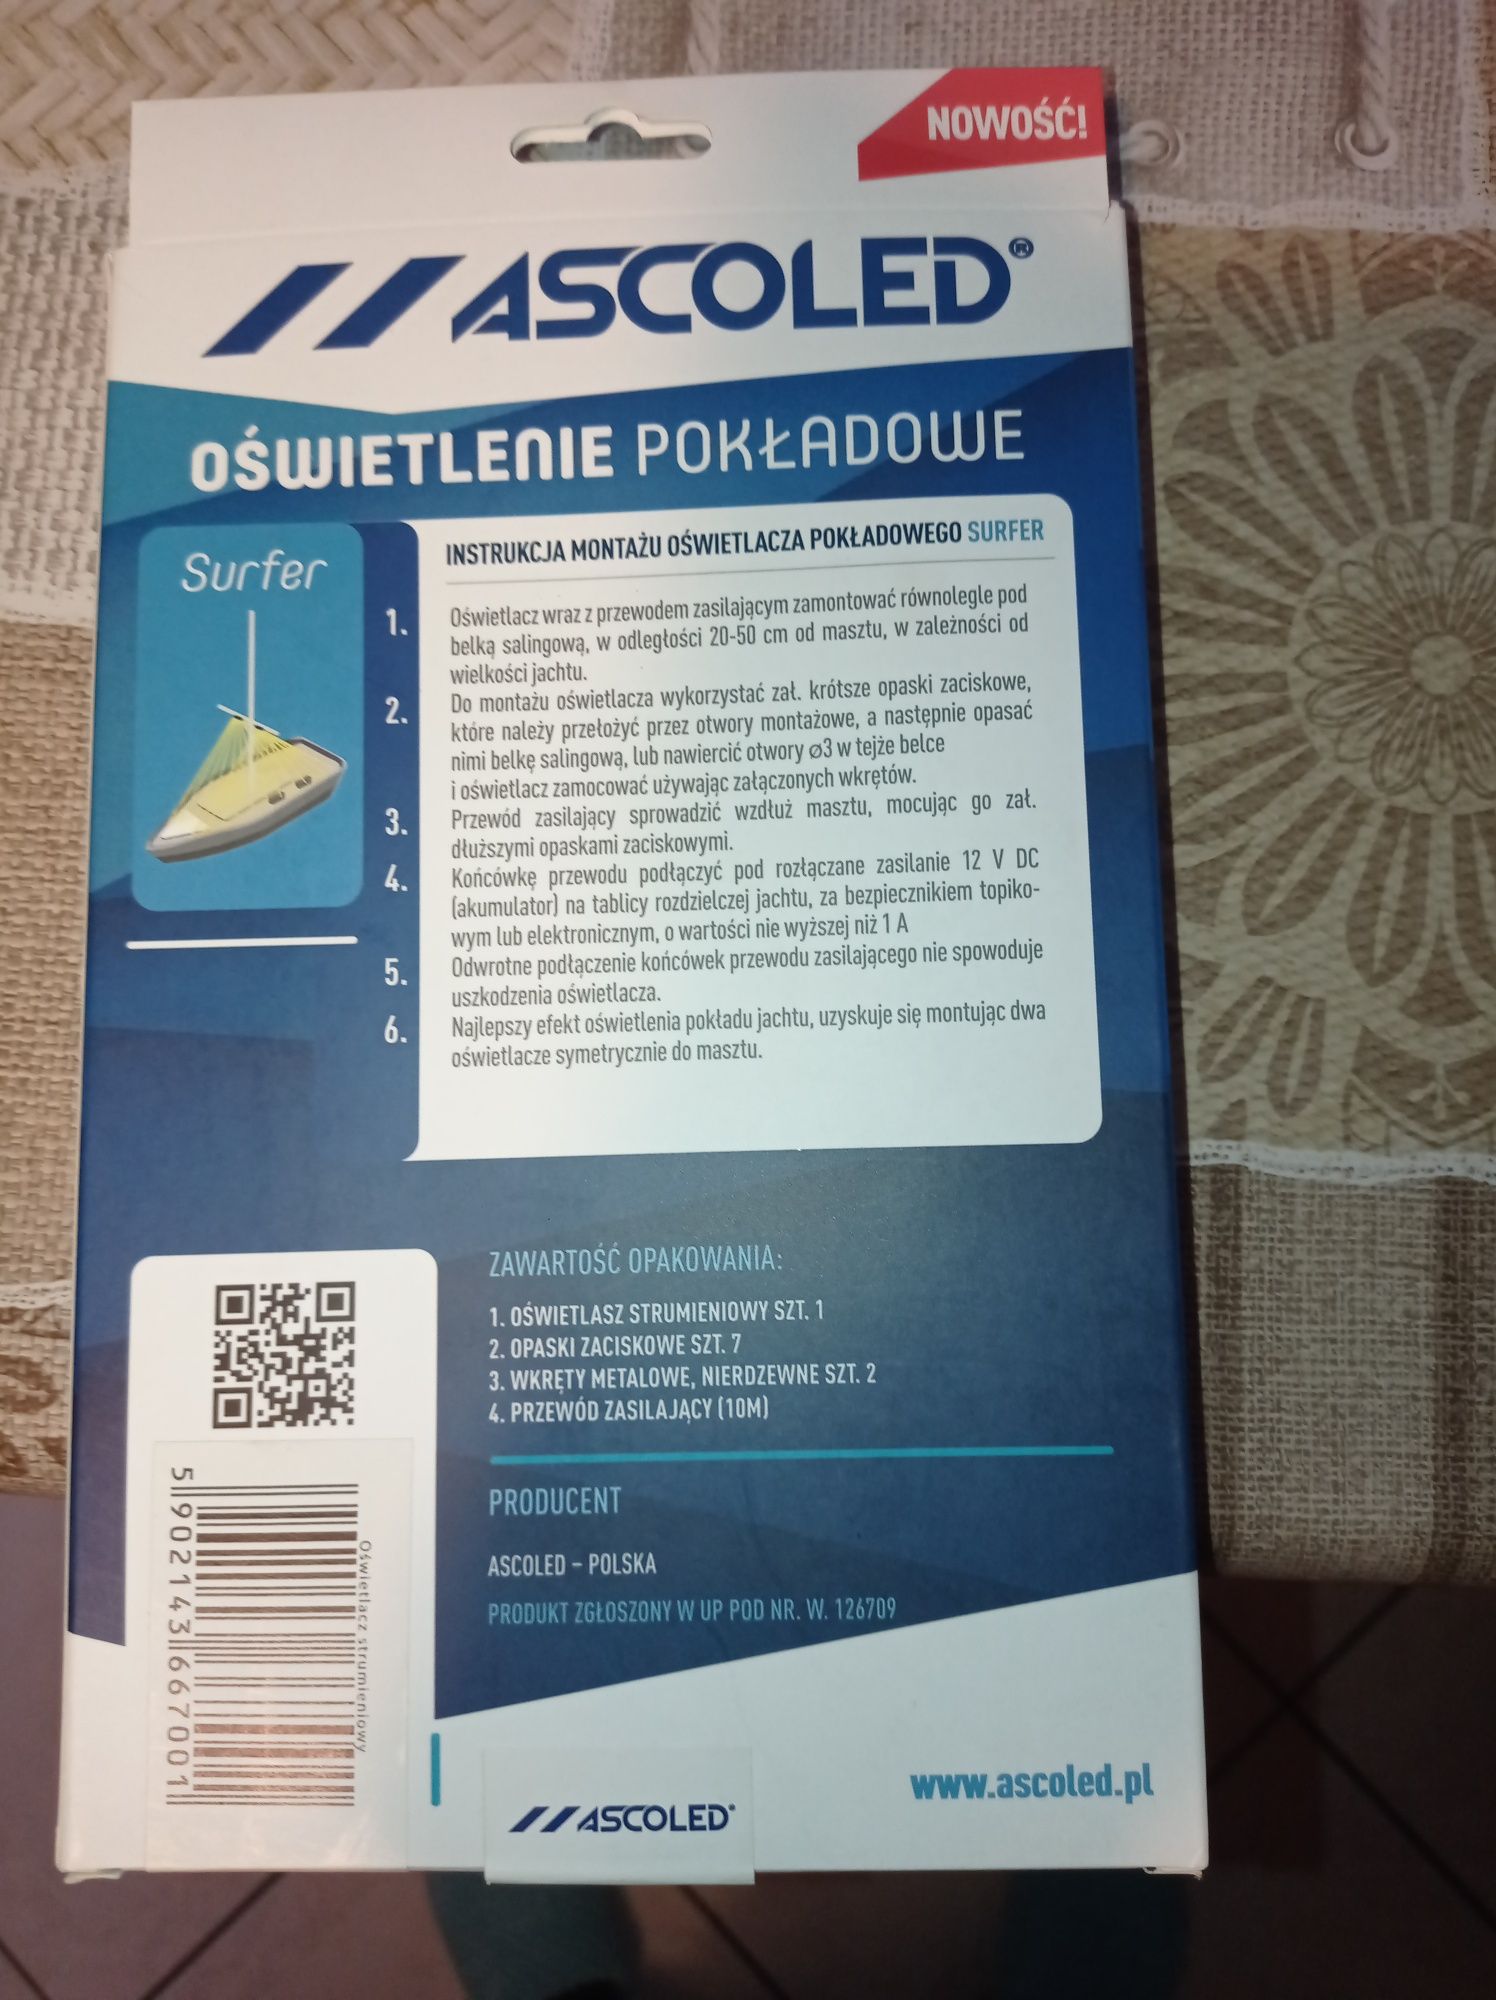 NOWOŚĆ!
ASCOLED®
OŚWIETLENIE POKŁADOWE
Surfer
INSTRUKCJA MONTAŻU OŚWIETLACZA POKŁADOWEGO SURFER
1. Oświetlacz wraz z przewodem zasilającym zamontować równolegle pod
belką salingową, w odległości 20-50 cm od masztu, w zależności od
wielkości jachtu.
2. Do montażu oświetlacza wykorzystać zał. krótsze opaski zaciskowe,
które należy przełożyć przez otwory montażowe, a następnie opasać
nimi belkę salingową, lub nawiercić otwory ø3 w tejże belce
i oświetlacz zamocować używając załączonych wkrętów.
3. Przewód zasilający sprowadzić wzdłuż masztu, mocując go zał.
dłuższymi opaskami zaciskowymi.
4. Końcówkę przewodu podłączyć pod rozłączane zasilanie 12 V DC
(akumulator) na tablicy rozdzielczej jachtu, za bezpiecznikiem topiko-
wym lub elektronicznym, o wartości nie wyższej niż 1 A
5. Odwrotne podłączenie końcówek przewodu zasilającego nie spowoduje
uszkodzenia oświetlacza.
6. Najlepszy efekt oświetlenia pokładu jachtu, uzyskuje się montując dwa
oświetlacze symetrycznie do masztu.
ZAWARTOŚĆ OPAKOWANIA:
1. OŚWIETLASZ STRUMIENIOWY SZT. 1
2. OPASKI ZACISKOWE SZT. 7
3. WKRĘTY METALOWE, NIERDZEWNE SZT. 2
4. PRZEWÓD ZASILAJĄCY (10M)
PRODUCENT
ASCOLED – POLSKA
PRODUKT ZGŁOSZONY W UP POD NR. W. 126709
Oświetlacz strumieniowy
5902143667001
ASCOLED®
www.ascoled.pl